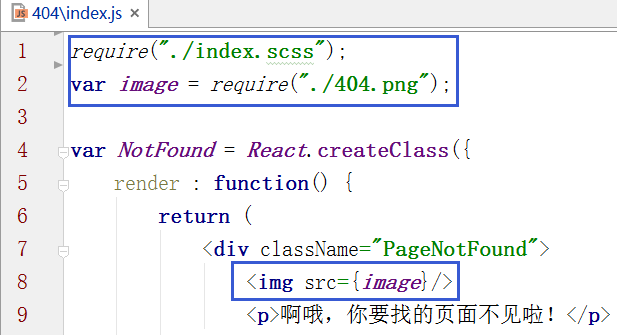 404\index.js ×
1 require("./index.scss");
2 var image = require("./404.png");
3
4 var NotFound = React.createClass({
5 render : function() {
6 return (
7 <div className="PageNotFound">
8 <img src={image}/>
9 <p>啊哦，你要找的页面不见啦！</p>